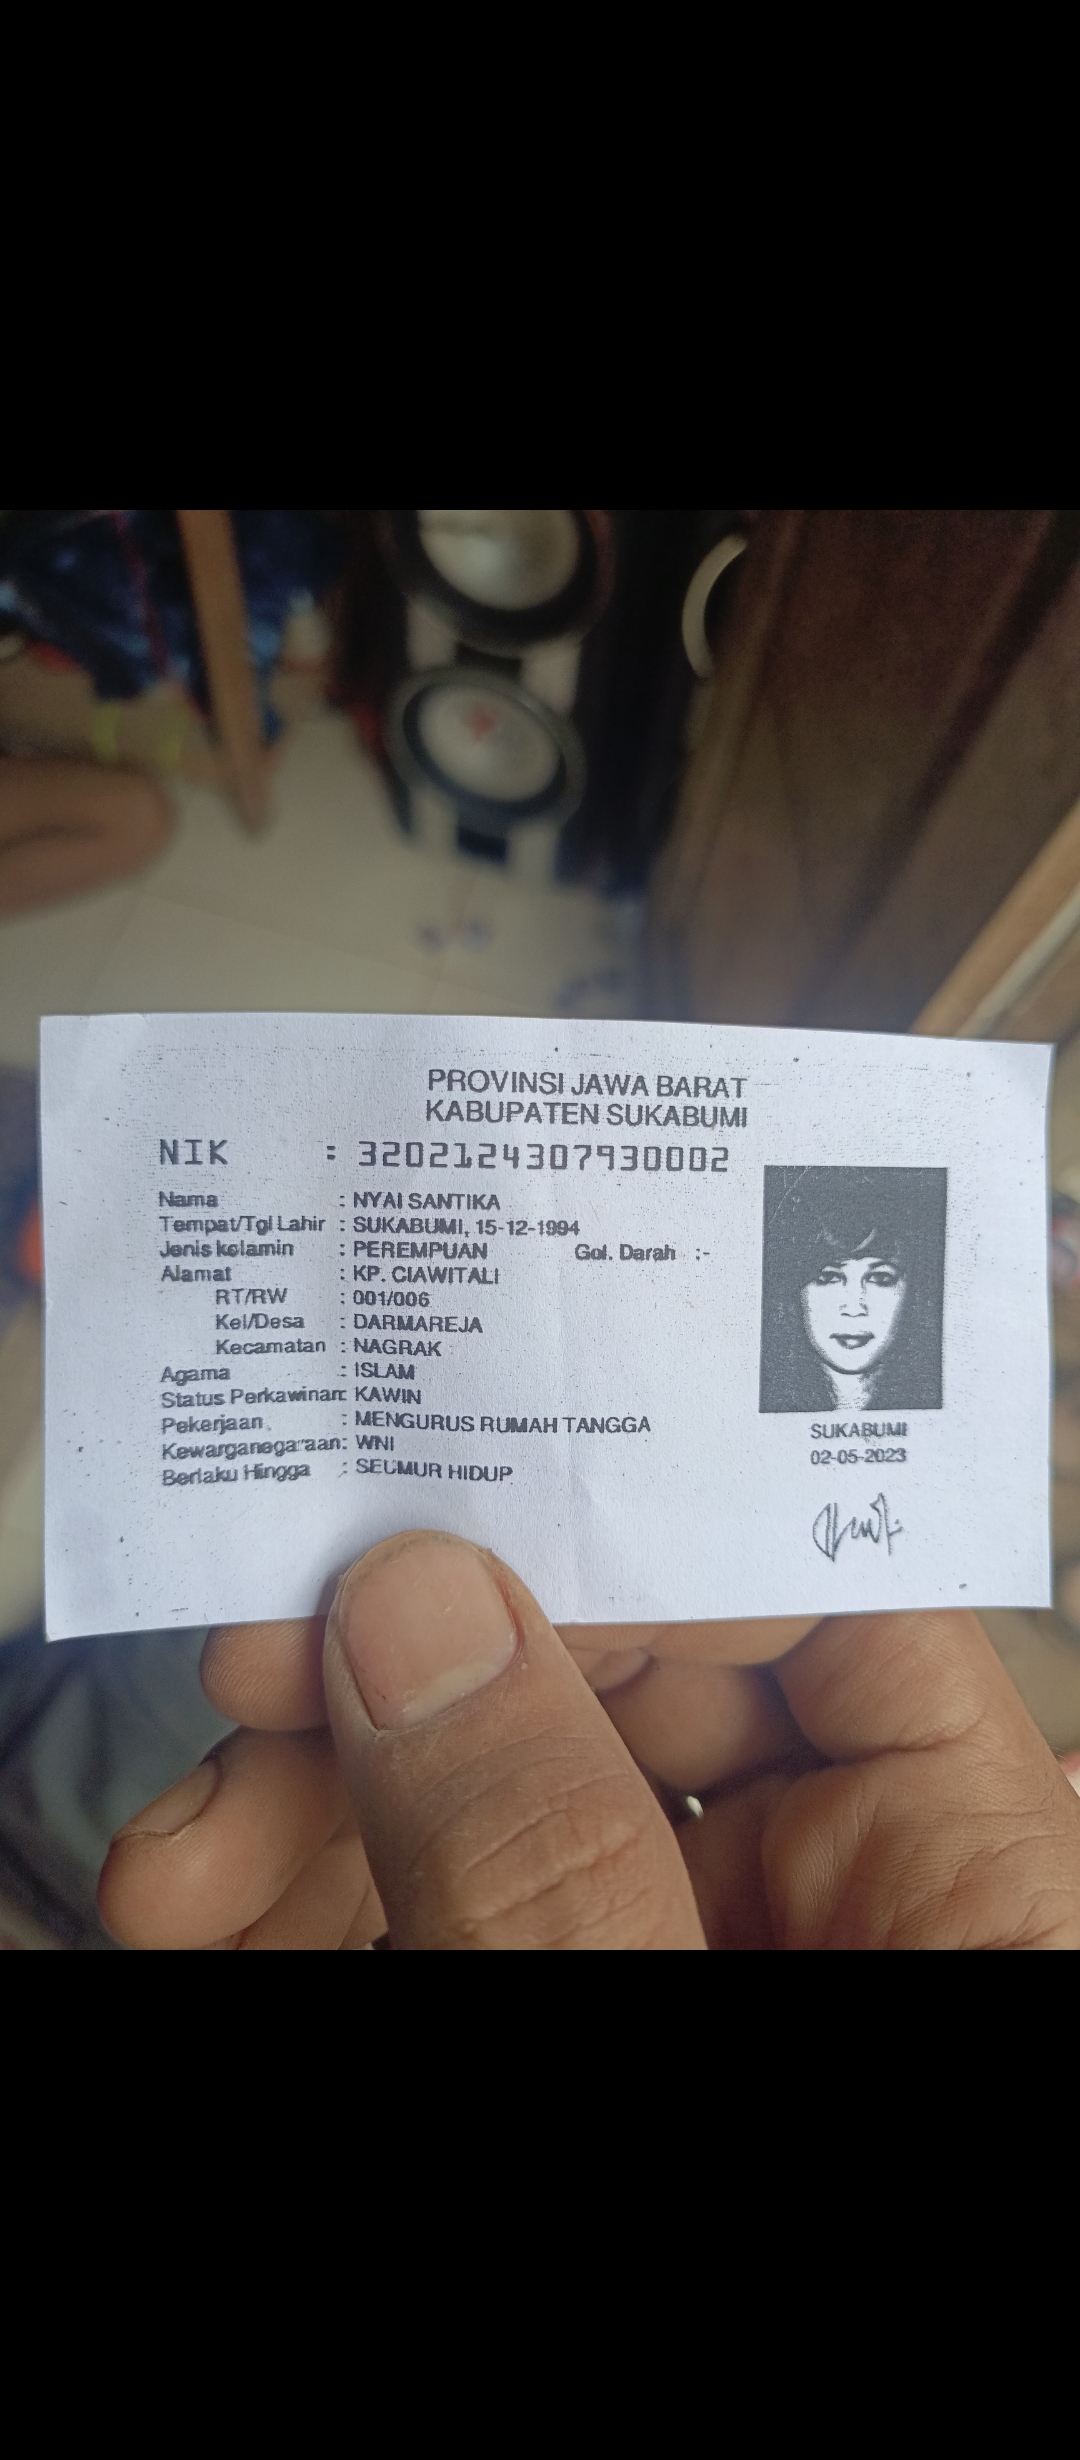 PROVINSI JAWA BARAT
KABUPATEN SUKABUMI
NIK : 3202124307930002
Nama : NYAI SANTIKA
Tempat/Tgl Lahir : SUKABUMI, 15-12-1994
Jenis kelamin : PEREMPUAN Gol. Darah :-
Alamat : KP. CIAWITALI
RT/RW : 001/006
Kel/Desa : DARMAREJA
Kecamatan : NAGRAK
Agama : ISLAM
Status Perkawinan: KAWIN
Pekerjaan : MENGURUS RUMAH TANGGA
Kewarganegaraan: WNI
Berlaku Hingga : SEUMUR HIDUP
SUKABUMI
02-05-2023